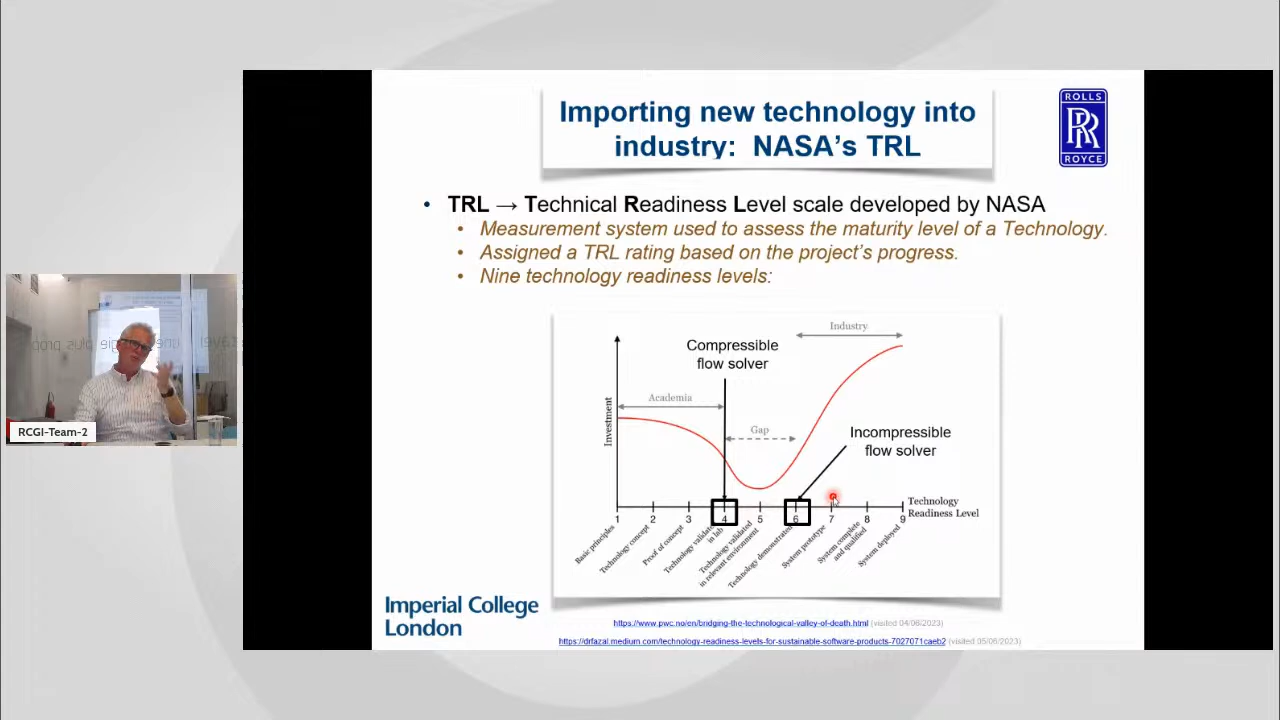 Importing new technology into
industry: NASA's TRL
ROLLS
RR
ROYCE
• TRL → Technical Readiness Level scale developed by NASA
• Measurement system used to assess the maturity level of a Technology.
• Assigned a TRL rating based on the project's progress.
• Nine technology readiness levels:
Industry
Compressible
flow solver
Academia
Investment
Gap
Incompressible
flow solver
Technology
Readiness Level
1 2 3 4 5 6 7 8 9
Basic principles
Technology concept
Proof of concept
Technology validated
in lab
Technology validated
in relevant environment
Technology demonstrated
System prototype
System complete
and qualified
System deployed
RCGI-Team-2
Imperial College
London
https://www.pwc.no/en/bridging-the-technological-valley-of-death.html (visited 04/06/2023)
https://drfazal.medium.com/technology-readiness-levels-for-sustainable-software-products-7027071caeb2 (visited 05/06/2023)